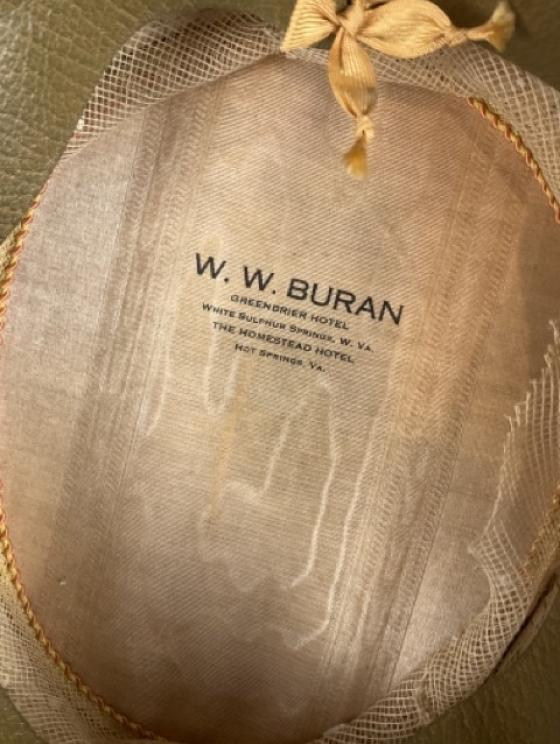 W. W. BURAN
GREENBRIER HOTEL
WHITE SULPHUR SPRINGS, W. VA.
THE HOMESTEAD HOTEL
HOT SPRINGS, VA.